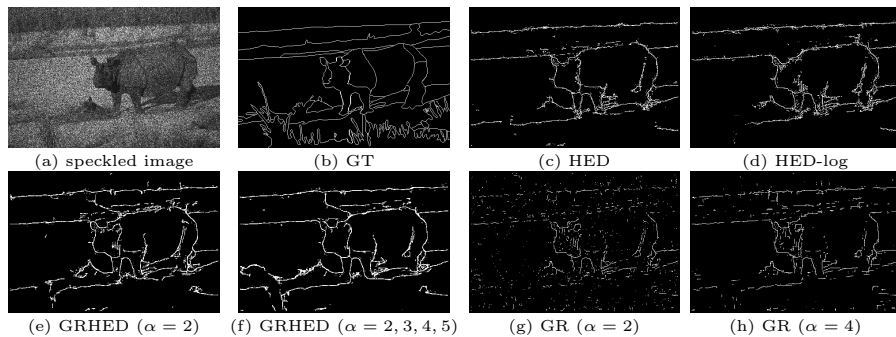 (a) speckled image
(b) GT
(c) HED
(d) HED-log
(e) GRHED (α = 2)
(f) GRHED (α = 2, 3, 4, 5)
(g) GR (α = 2)
(h) GR (α = 4)